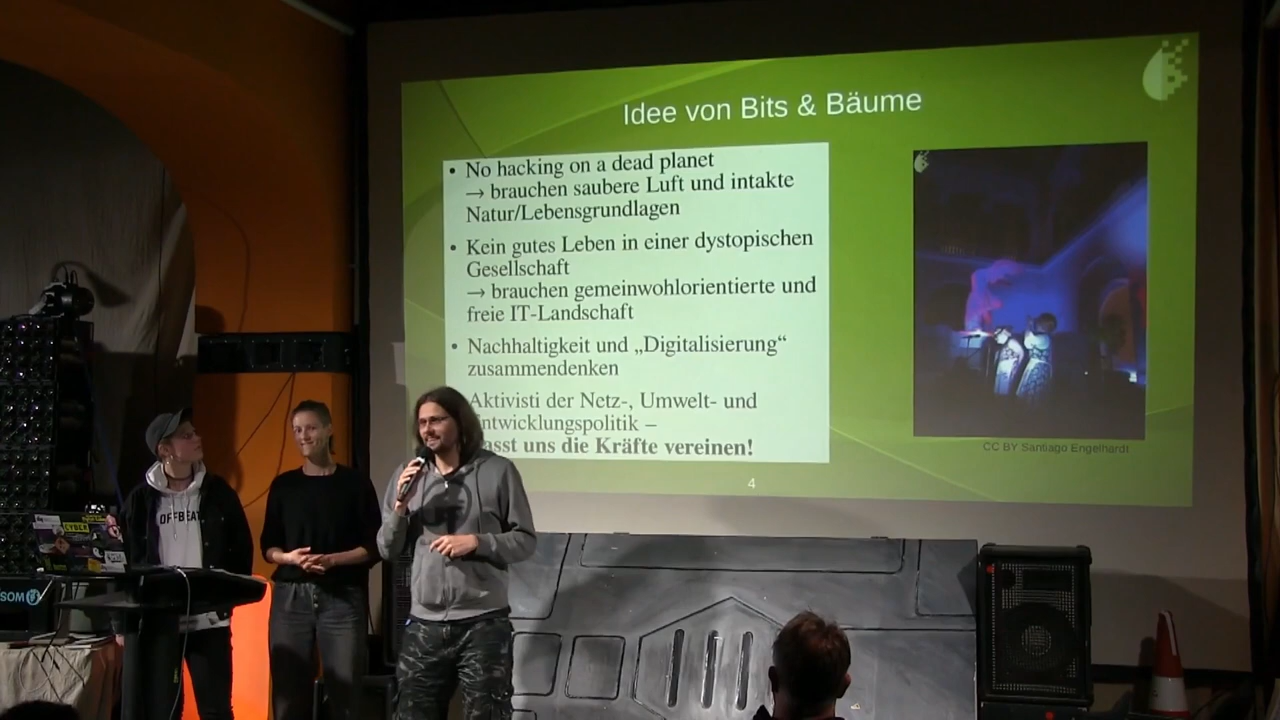 Idee von Bits & Bäume
• No hacking on a dead planet
→ brauchen saubere Luft und intakte
Natur/Lebensgrundlagen
• Kein gutes Leben in einer dystopischen
Gesellschaft
→ brauchen gemeinwohlorientierte und
freie IT-Landschaft
• Nachhaltigkeit und „Digitalisierung“
zusammendenken
Aktivisti der Netz-, Umwelt- und
ntwicklungspolitik –
asst uns die Kräfte vereinen!
CC BY Santiago Engelhardt
4
OFFBEAT
CYBER
SOM